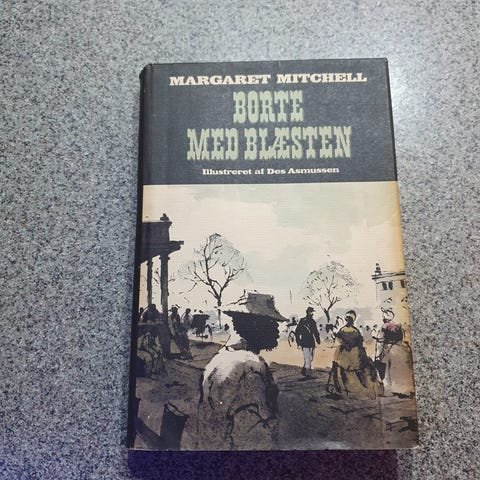 MARGARET MITCHELL
BORTE
MED BLÆSTEN
Illustreret af Des Asmussen